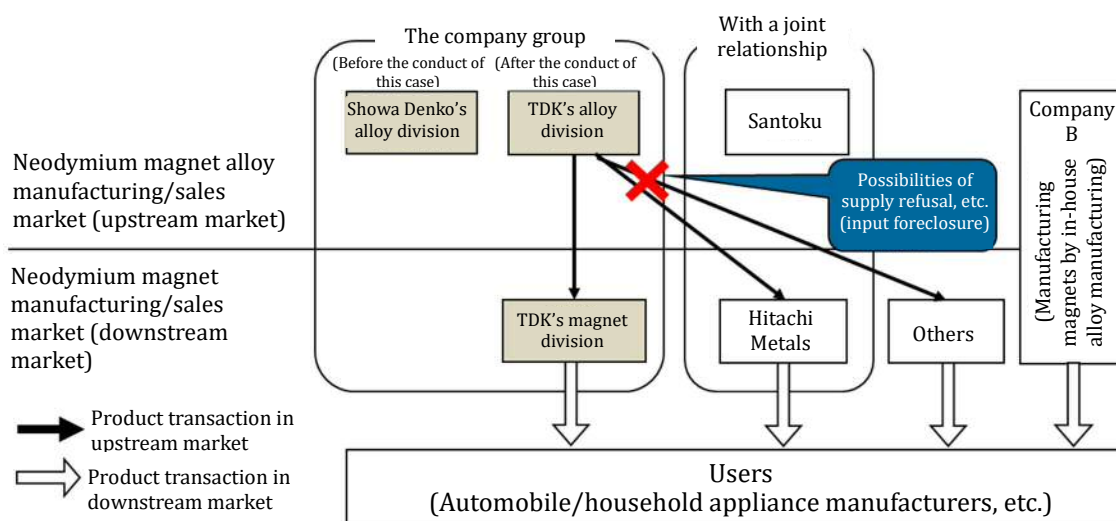 The company group
(Before the conduct of
this case)
(After the conduct of
this case)
With a joint
relationship
Showa Denko's
alloy division
TDK's alloy
division
Santoku
Company
B
(Manufacturing
magnets by in-house
alloy manufacturing)
Neodymium magnet alloy
manufacturing/sales
market (upstream market)
Possibilities of
supply refusal, etc.
(input foreclosure)
Neodymium magnet
manufacturing/sales
market (downstream
market)
TDK's magnet
division
Hitachi
Metals
Others
Product transaction in
upstream market
Product transaction in
downstream market
Users
(Automobile/household appliance manufacturers, etc.)